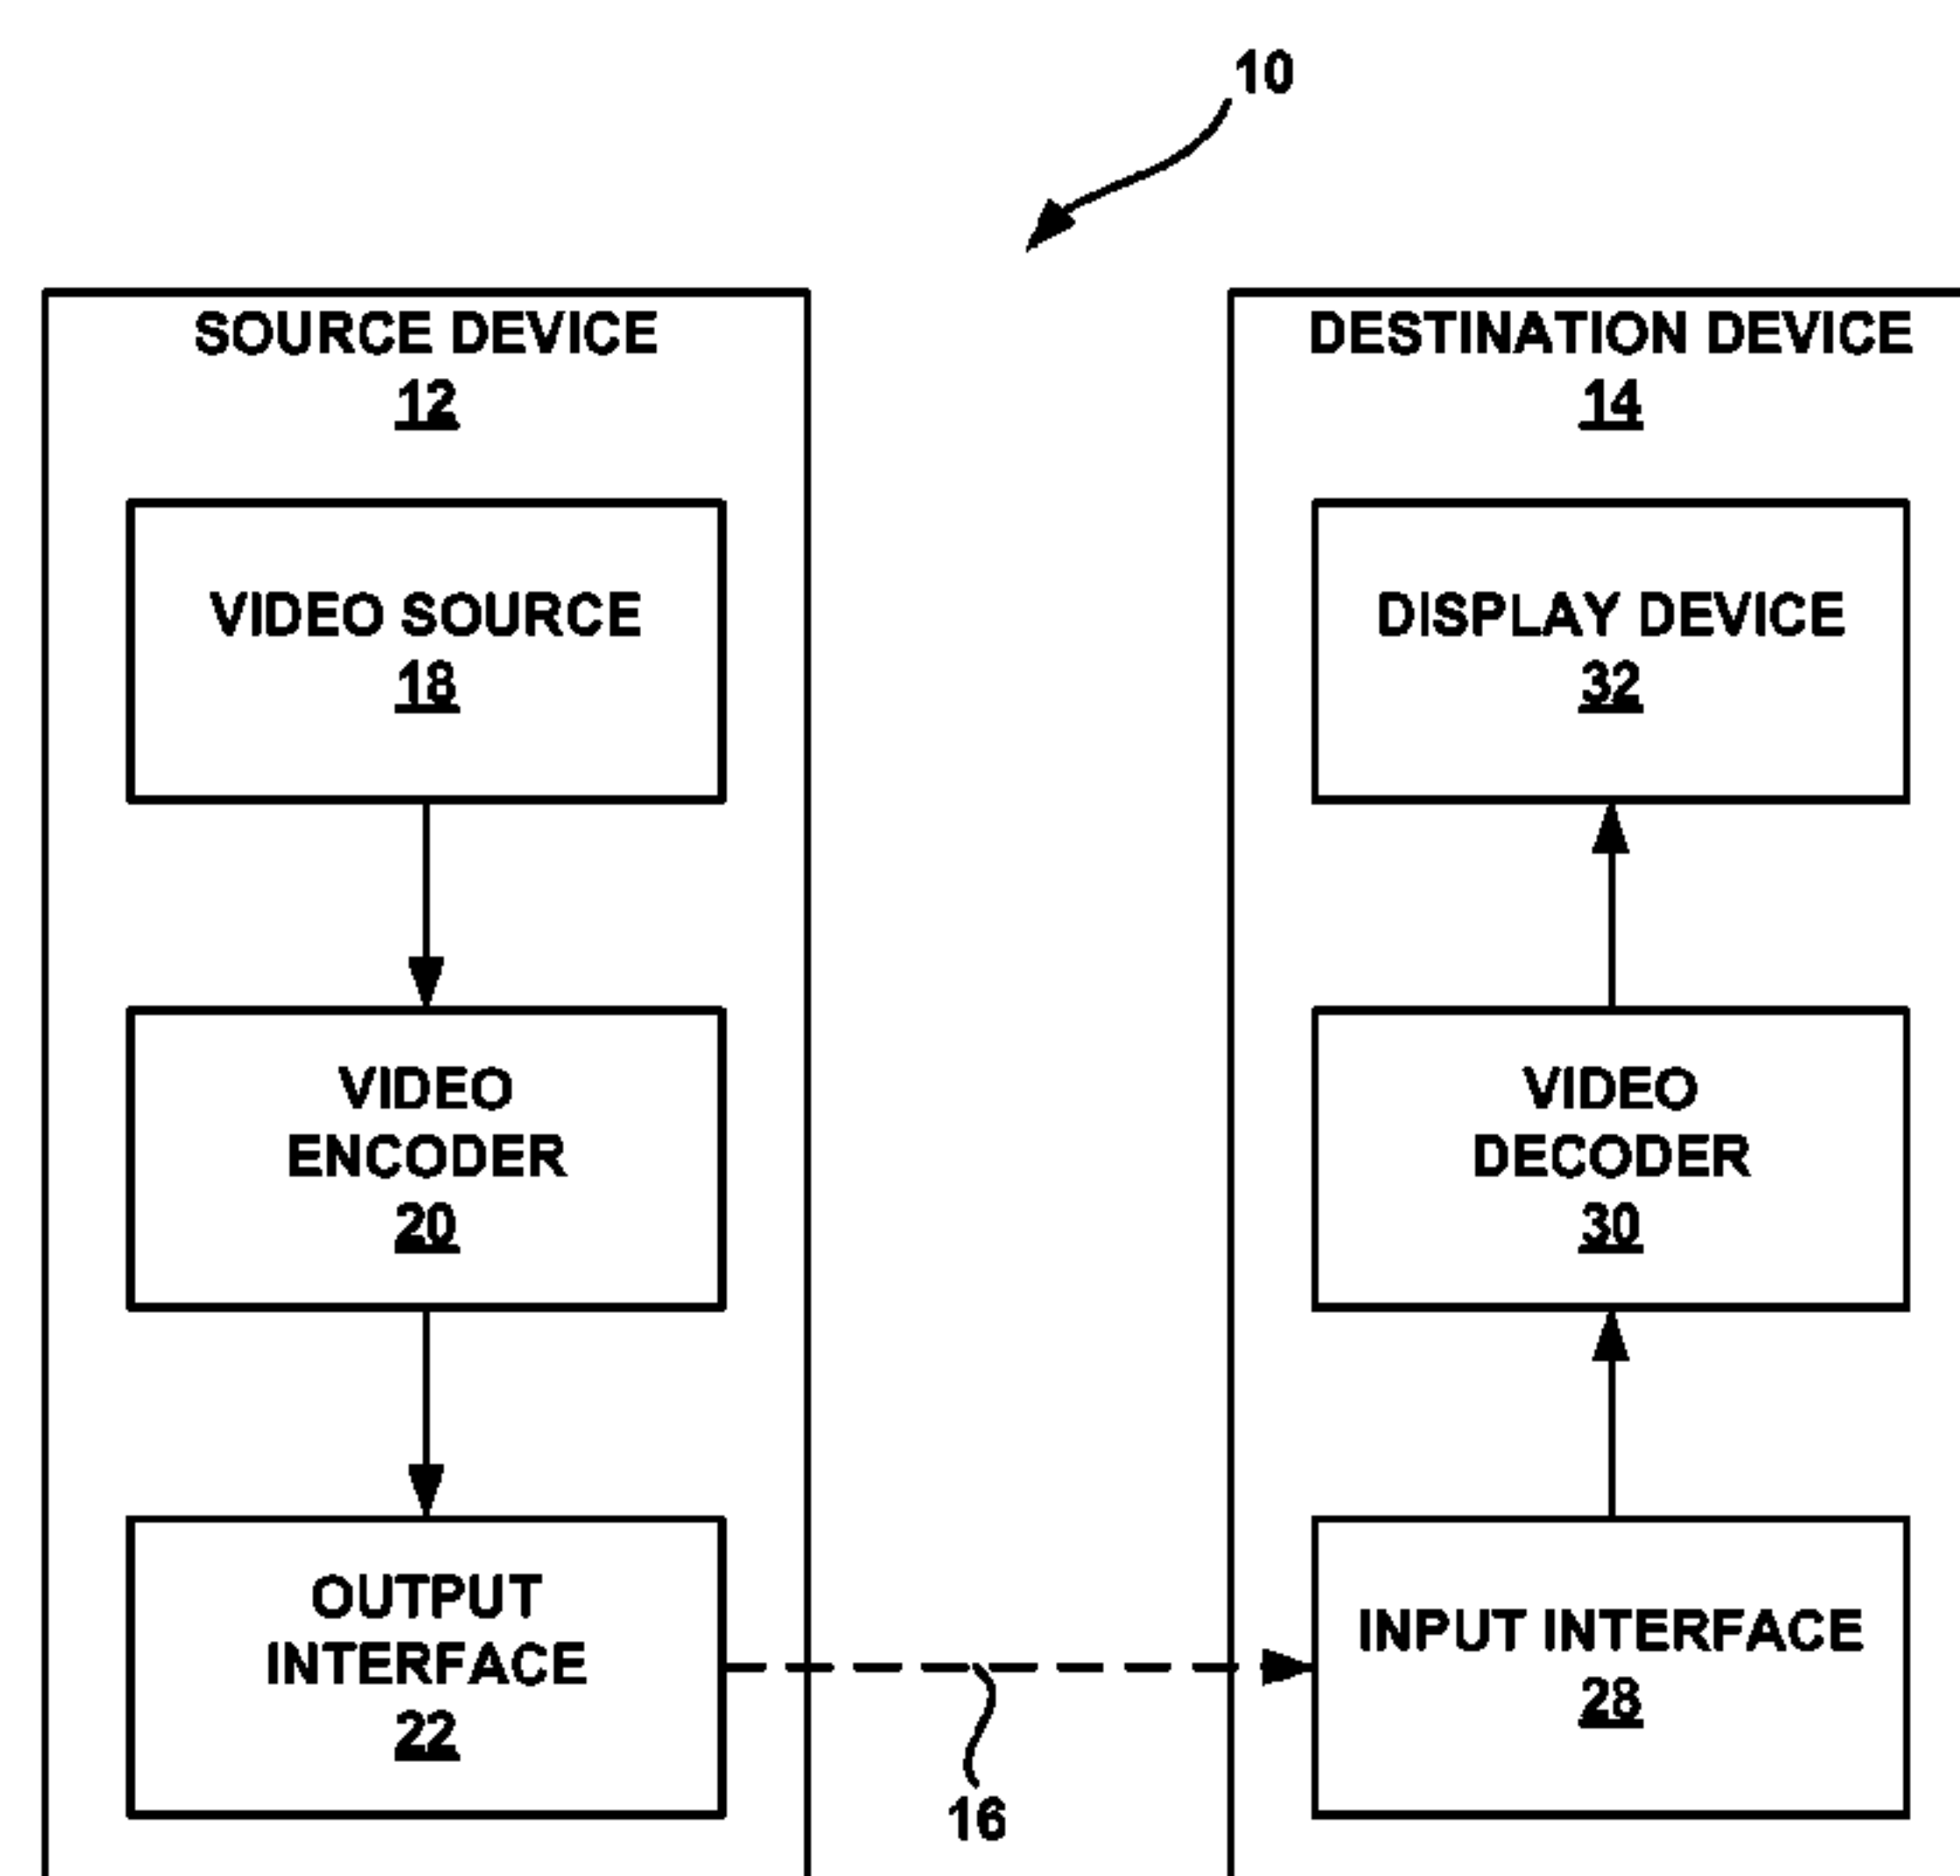 10
SOURCE DEVICE
12
VIDEO SOURCE
18
VIDEO
ENCODER
20
OUTPUT
INTERFACE
22
16
DESTINATION DEVICE
14
DISPLAY DEVICE
32
VIDEO
DECODER
30
INPUT INTERFACE
28